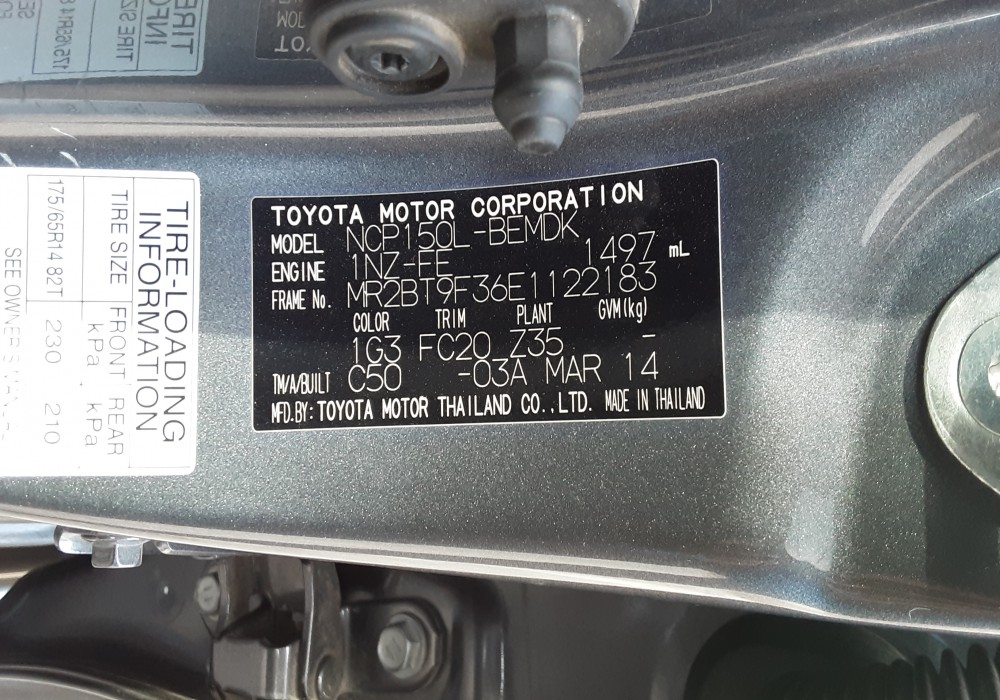 TOYOTA MOTOR CORPORATION
MODEL NCP150L-BEMDK
ENGINE 1NZ-FE 1497 mL
FRAME No. MR2BT9F36E1122183
COLOR TRIM PLANT GVM(kg)
1G3 FC20 Z35 -
TM/A/BUILT C50 -03A MAR 14
MFD.BY: TOYOTA MOTOR THAILAND CO.,LTD. MADE IN THAILAND
TIRE-LOADING
INFORMATION
TIRE SIZE FRONT REAR
kPa kPa
175/65R14 82T 230 210
SEE OWNER'S